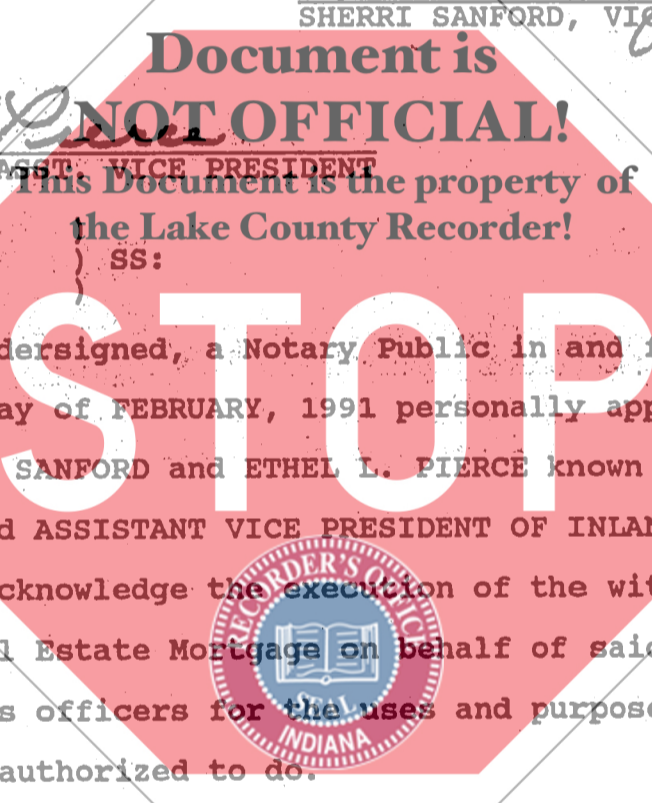 SHERRI SANFORD, VIC
Document is
NOT OFFICIAL!
ASST. VICE PRESIDENT
This Document is the property of
the Lake County Recorder!
) SS:
)
STOP
dersigned, a Notary Public in and f
ay of FEBRUARY, 1991 personally app
SANFORD and ETHEL L. PIERCE known
d ASSISTANT VICE PRESIDENT OF INLAN
cknowledge the execution of the wit
l Estate Mortgage on behalf of said
s officers for the uses and purpose
authorized to do.
RECORDER'S OFFICE
SEAL
INDIANA